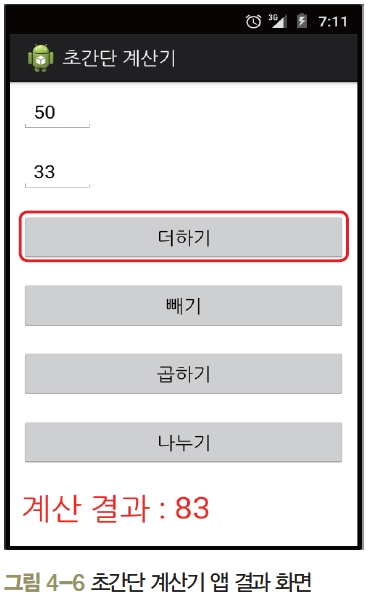 3G 7:11
초간단 계산기
50
33
더하기
빼기
곱하기
나누기
계산 결과 : 83
그림 4-6 초간단 계산기 앱 결과 화면